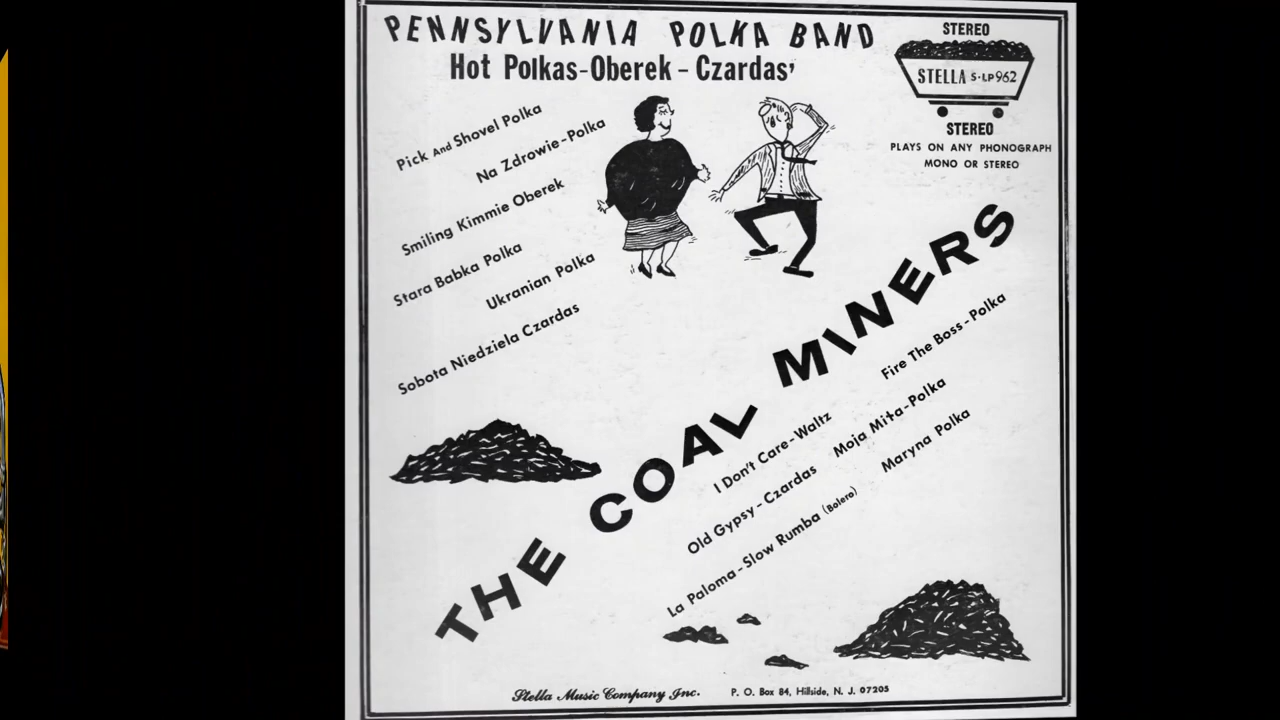 PENNSYLVANIA POLKA BAND
Hot Polkas-Oberek - Czardas'
STEREO
STELLA S-LP962
STEREO
PLAYS ON ANY PHONOGRAPH
MONO OR STEREO
Pick And Shovel Polka
Na Zdrowie-Polka
Smiling Kimmie Oberek
Stara Babka Polka
Ukranian Polka
Sobota Niedziela Czardas
THE COAL MINERS
Fire The Boss-Polka
I Don't Care-Waltz
Moja Mita-Polka
Old Gypsy-Czardas
Maryna Polka
La Paloma-Slow Rumba (Bolero)
Stella Music Company Inc.
P. O. Box 84, Hillside, N. J. 07205